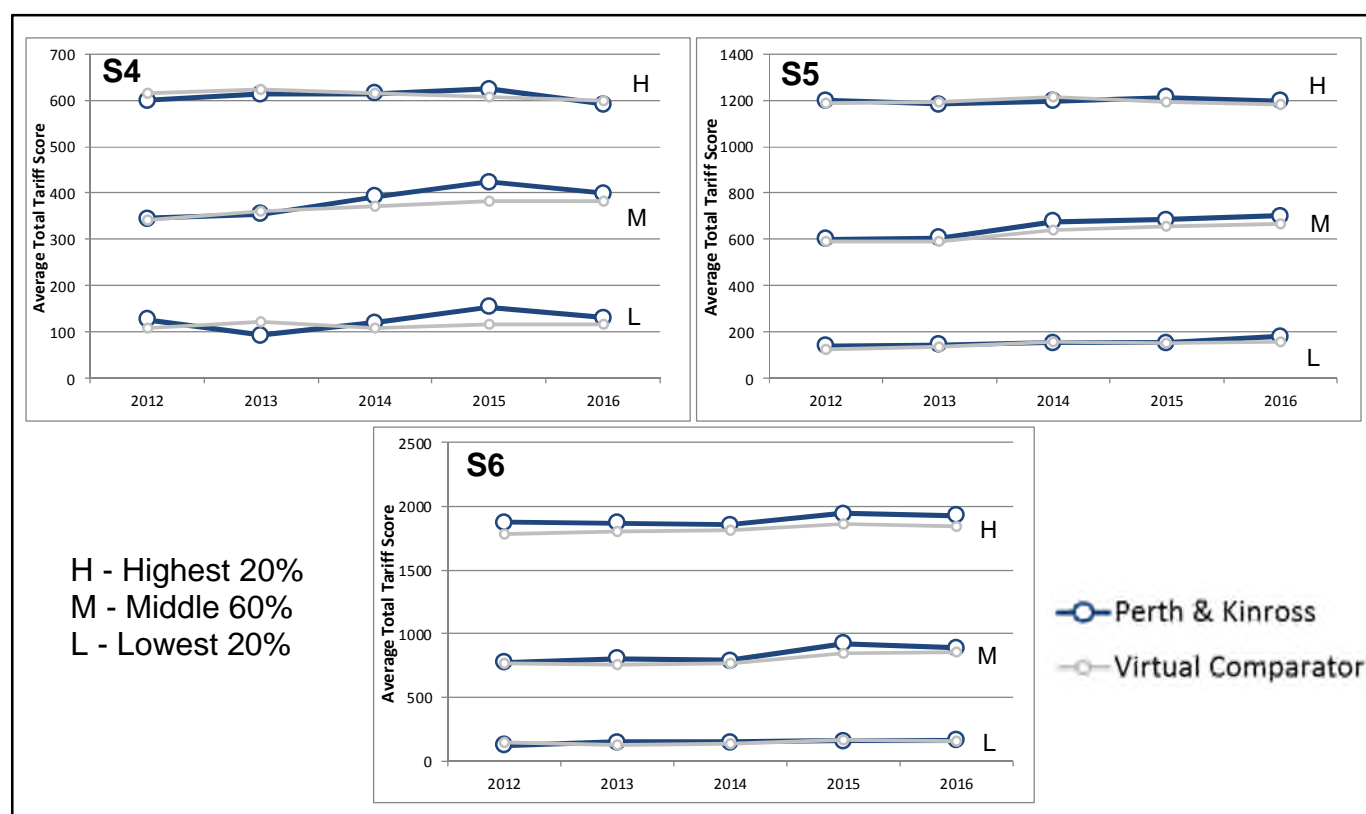 S4
Average Total Tariff Score
700
600
500
400
300
200
100
0
2012 2013 2014 2015 2016
H
M
L
S5
Average Total Tariff Score
1400
1200
1000
800
600
400
200
0
2012 2013 2014 2015 2016
H
M
L
S6
Average Total Tariff Score
2500
2000
1500
1000
500
0
2012 2013 2014 2015 2016
H
M
L
H - Highest 20%
M - Middle 60%
L - Lowest 20%
Perth & Kinross
Virtual Comparator